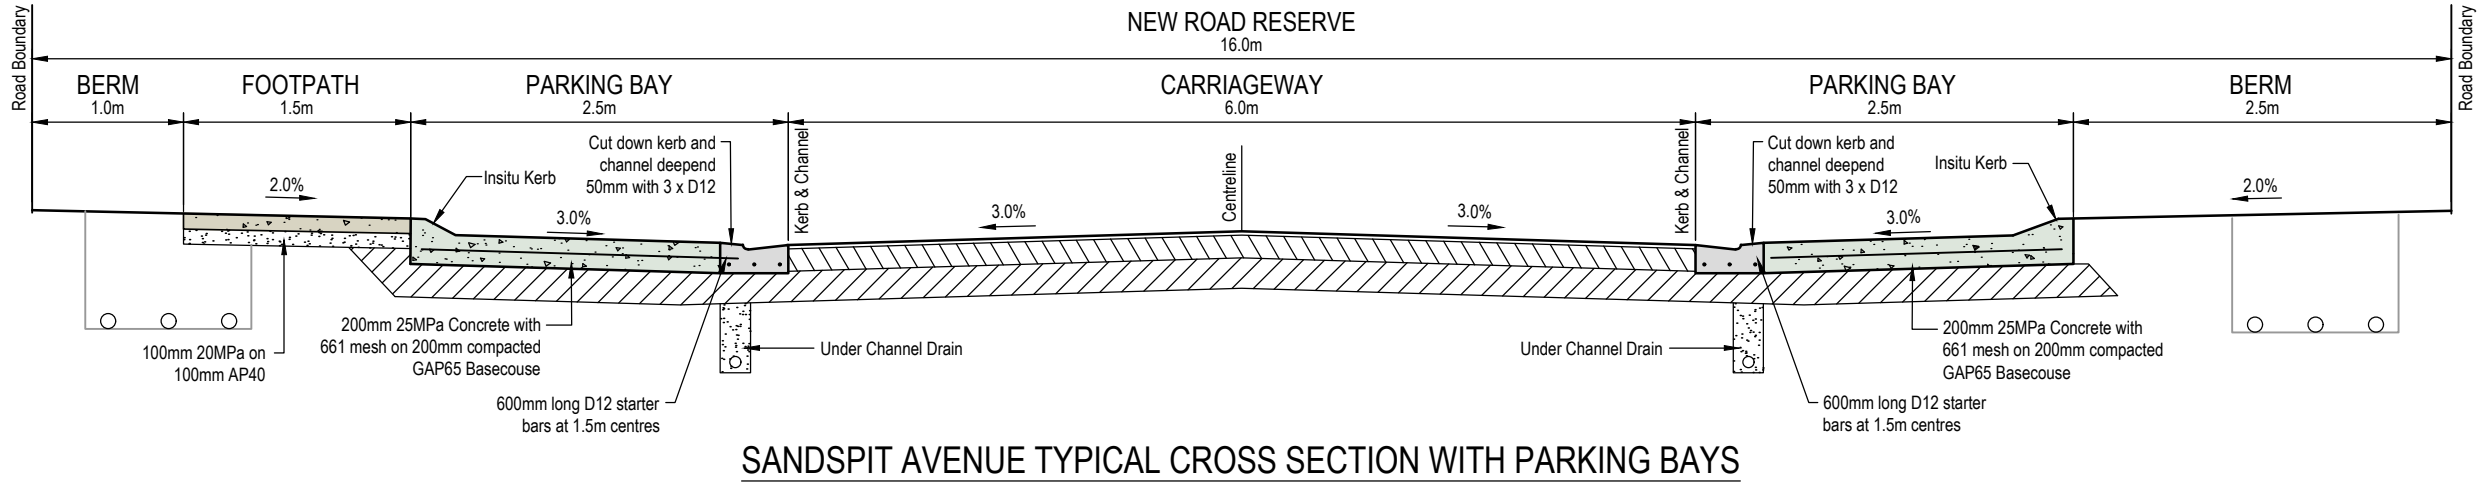 NEW ROAD RESERVE
16.0m
Road Boundary
Road Boundary
BERM
1.0m
FOOTPATH
1.5m
PARKING BAY
2.5m
CARRIAGEWAY
6.0m
PARKING BAY
2.5m
BERM
2.5m
Cut down kerb and
channel deepend
50mm with 3 x D12
Kerb & Channel
Centreline
Kerb & Channel
Cut down kerb and
channel deepend
50mm with 3 x D12
Insitu Kerb
Insitu Kerb
2.0%
3.0%
3.0%
3.0%
3.0%
2.0%
100mm 20MPa on
100mm AP40
200mm 25MPa Concrete with
661 mesh on 200mm compacted
GAP65 Basecouse
600mm long D12 starter
bars at 1.5m centres
Under Channel Drain
Under Channel Drain
200mm 25MPa Concrete with
661 mesh on 200mm compacted
GAP65 Basecouse
600mm long D12 starter
bars at 1.5m centres
SANDSPIT AVENUE TYPICAL CROSS SECTION WITH PARKING BAYS